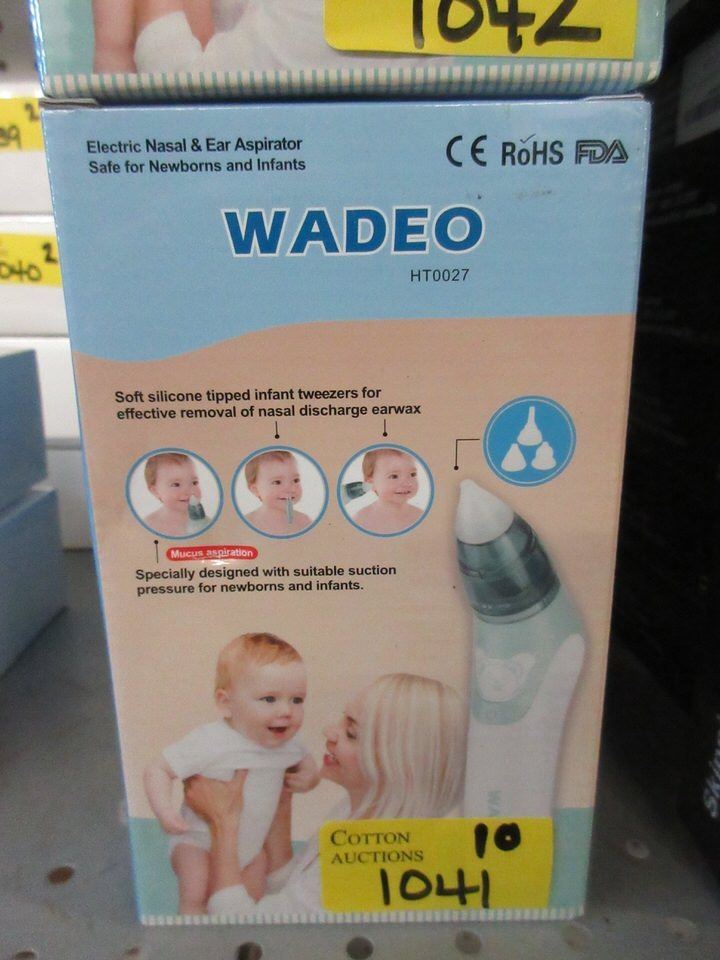 1042
Electric Nasal & Ear Aspirator
Safe for Newborns and Infants
CE RoHS FDA
WADEO
HT0027
Soft silicone tipped infant tweezers for
effective removal of nasal discharge earwax
Mucus aspiration
Specially designed with suitable suction
pressure for newborns and infants.
COTTON
AUCTIONS
10
1041